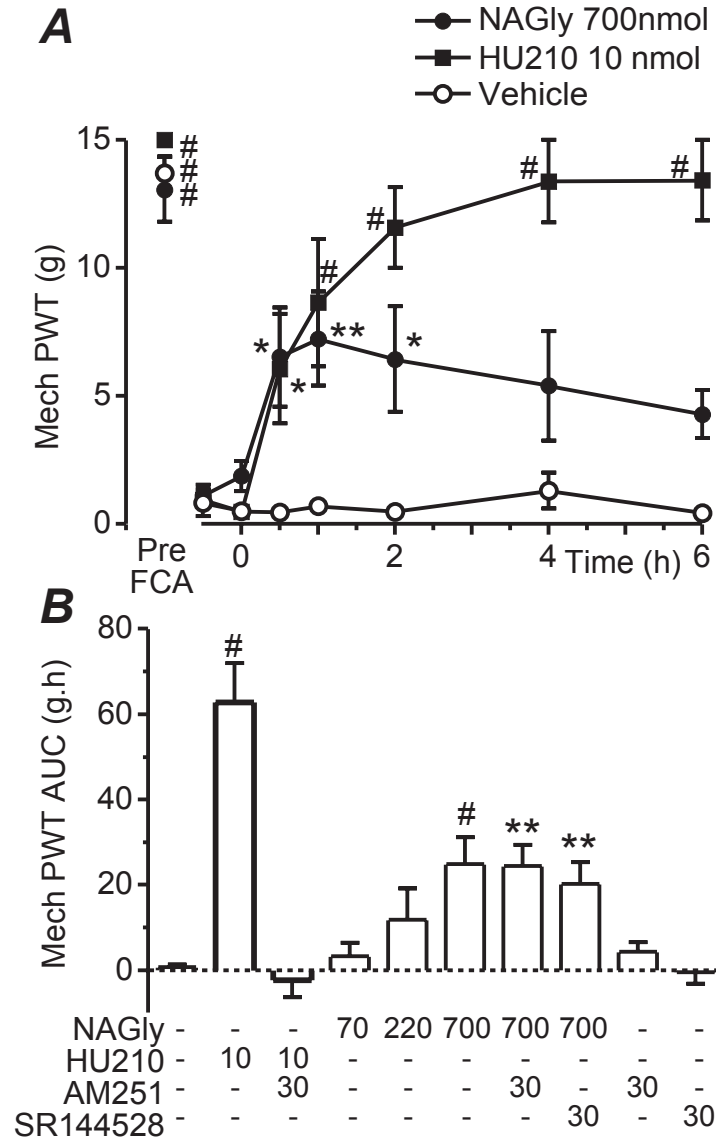 A
NAGly 700nmol
HU210 10 nmol
Vehicle
15
10
5
0
Mech PWT (g)
#
#
#
*
*
#
**
#
*
#
#
Pre
FCA
0
2
4
Time (h)
6
B
80
60
40
20
0
Mech PWT AUC (g.h)
#
#
**
**
NAGly - - - 70 220 700 700 700 - -
HU210 - 10 10 - - - - - - -
AM251 - - 30 - - - 30 - 30 -
SR144528 - - - - - - - 30 - 30